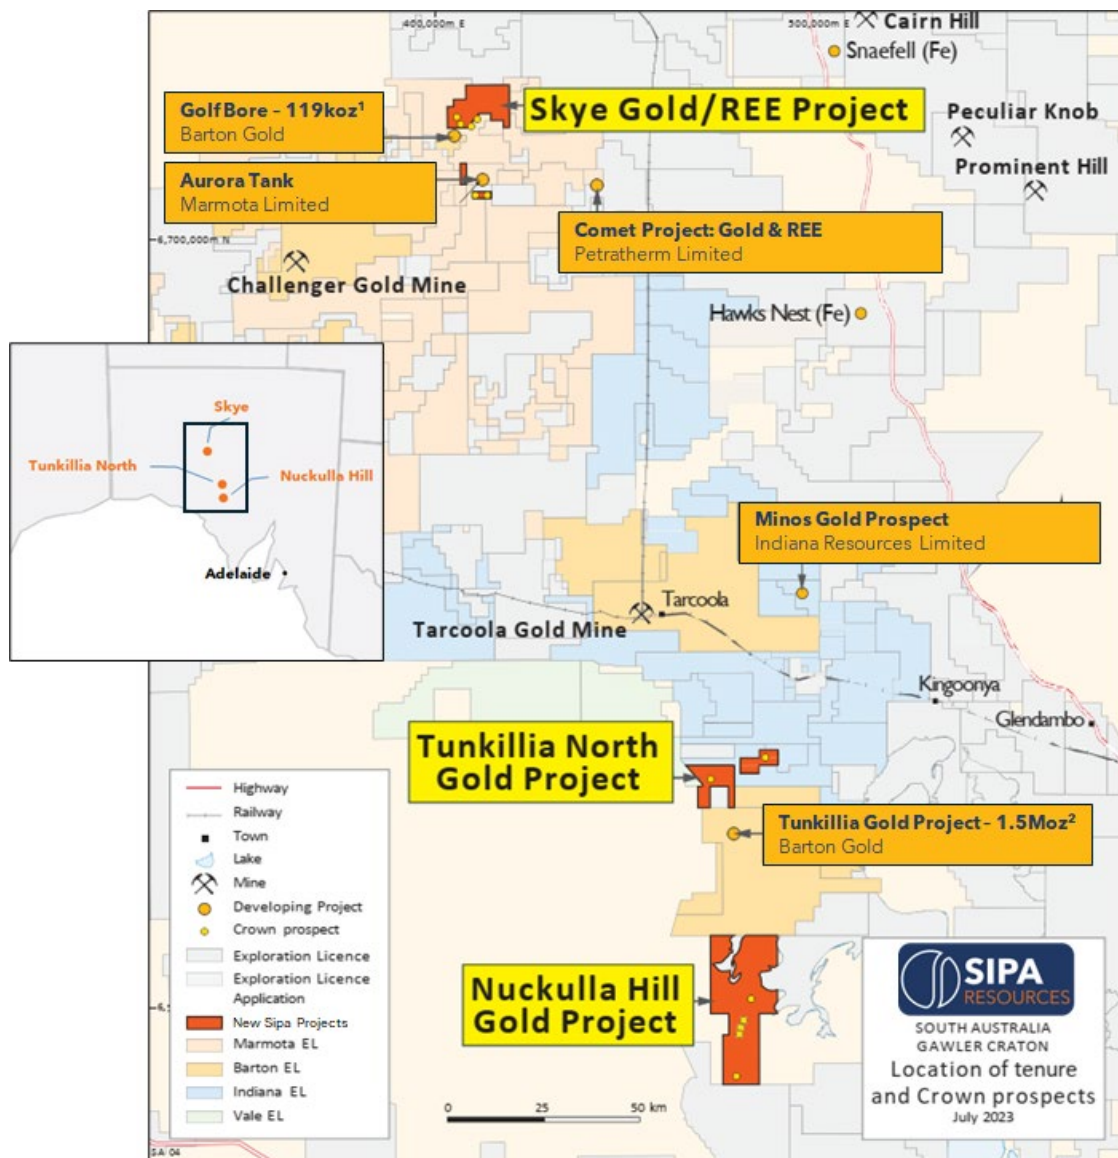 400,000m E
500,000m E
Cairn Hill
Snaefell (Fe)
Golf Bore – 119koz¹
Barton Gold
Skye Gold/REE Project
Peculiar Knob
Prominent Hill
Aurora Tank
Marmota Limited
Comet Project: Gold & REE
Petratherm Limited
6,700,000m N
Challenger Gold Mine
Hawks Nest (Fe)
Skye
Tunkillia North
Nuckulla Hill
Adelaide
Minos Gold Prospect
Indiana Resources Limited
Tarcoola
Tarcoola Gold Mine
Kingoonya
Glendambo
Tunkillia North
Gold Project
Tunkillia Gold Project – 1.5Moz²
Barton Gold
Highway
Railway
Town
Lake
Mine
Developing Project
Crown prospect
Exploration Licence
Exploration Licence
Application
New Sipa Projects
Marmota EL
Barton EL
Indiana EL
Vale EL
Nuckulla Hill
Gold Project
0 25 50 km
SIPA
RESOURCES
SOUTH AUSTRALIA
GAWLER CRATON
Location of tenure
and Crown prospects
July 2023